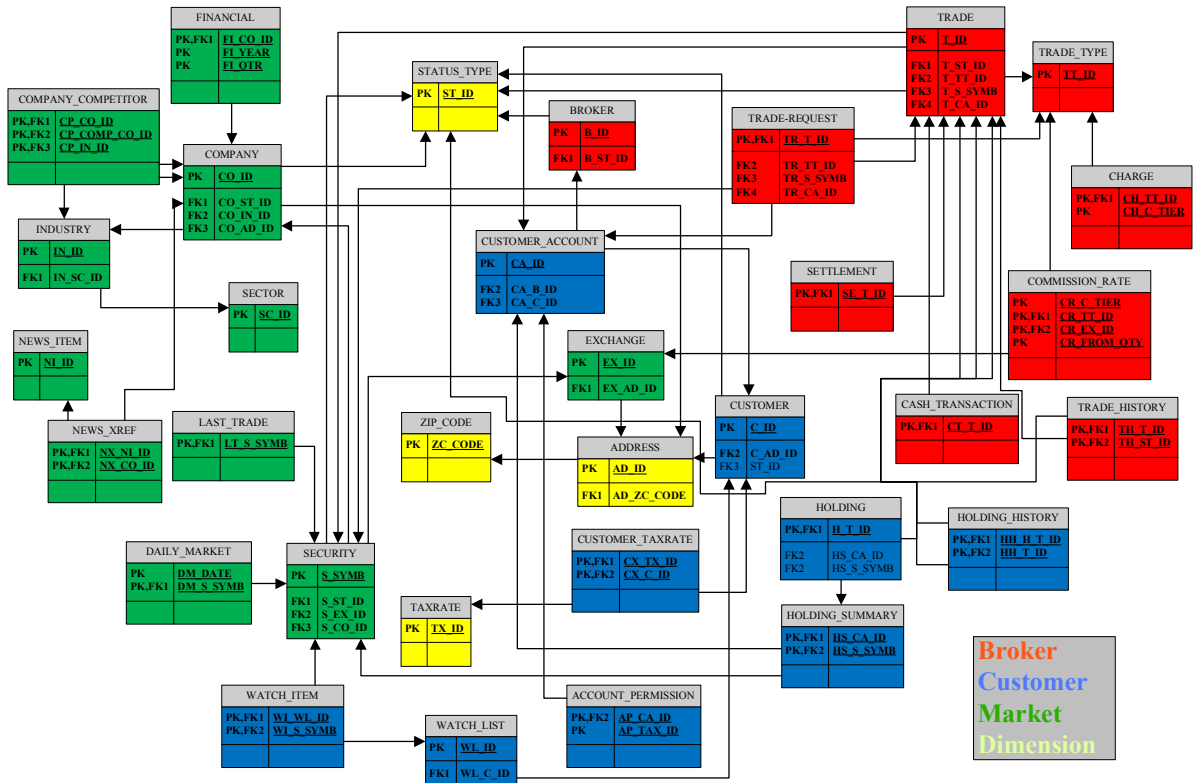 FINANCIAL
PK,FK1 FI_CO_ID
PK FI_YEAR
PK FI_QTR
TRADE
PK T_ID
FK1 T_ST_ID
FK2 T_TT_ID
FK3 T_S_SYMB
FK4 T_CA_ID
TRADE_TYPE
PK TT_ID
STATUS_TYPE
PK ST_ID
COMPANY_COMPETITOR
PK,FK1 CP_CO_ID
PK,FK2 CP_COMP_CO_ID
PK,FK3 CP_IN_ID
BROKER
PK B_ID
FK1 B_ST_ID
TRADE-REQUEST
PK,FK1 TR_T_ID
FK2 TR_TT_ID
FK3 TR_S_SYMB
FK4 TR_CA_ID
COMPANY
PK CO_ID
FK1 CO_ST_ID
FK2 CO_IN_ID
FK3 CO_AD_ID
CHARGE
PK,FK1 CH_TT_ID
PK CH_C_TIER
INDUSTRY
PK IN_ID
FK1 IN_SC_ID
CUSTOMER_ACCOUNT
PK CA_ID
FK2 CA_B_ID
FK3 CA_C_ID
SETTLEMENT
PK,FK1 SE_T_ID
COMMISSION_RATE
PK CR_C_TIER
PK,FK1 CR_TT_ID
PK,FK2 CR_EX_ID
PK CR_FROM_QTY
SECTOR
PK SC_ID
NEWS_ITEM
PK NI_ID
EXCHANGE
PK EX_ID
FK1 EX_AD_ID
CUSTOMER
PK C_ID
FK2 C_AD_ID
FK3 ST_ID
CASH_TRANSACTION
PK,FK1 CT_T_ID
TRADE_HISTORY
PK,FK1 TH_T_ID
PK,FK2 TH_ST_ID
NEWS_XREF
PK,FK1 NX_NI_ID
PK,FK2 NX_CO_ID
LAST_TRADE
PK,FK1 LT_S_SYMB
ZIP_CODE
PK ZC_CODE
ADDRESS
PK AD_ID
FK1 AD_ZC_CODE
HOLDING
PK,FK1 H_T_ID
FK2 HS_CA_ID
FK2 HS_S_SYMB
HOLDING_HISTORY
PK,FK1 HH_H_T_ID
PK,FK2 HH_T_ID
DAILY_MARKET
PK DM_DATE
PK,FK1 DM_S_SYMB
SECURITY
PK S_SYMB
FK1 S_ST_ID
FK2 S_EX_ID
FK3 S_CO_ID
CUSTOMER_TAXRATE
PK,FK1 CX_TX_ID
PK,FK2 CX_C_ID
TAXRATE
PK TX_ID
HOLDING_SUMMARY
PK,FK1 HS_CA_ID
PK,FK2 HS_S_SYMB
WATCH_ITEM
PK,FK1 WI_WL_ID
PK,FK2 WI_S_SYMB
WATCH_LIST
PK WL_ID
FK1 WL_C_ID
ACCOUNT_PERMISSION
PK,FK2 AP_CA_ID
PK AP_TAX_ID
Broker
Customer
Market
Dimension